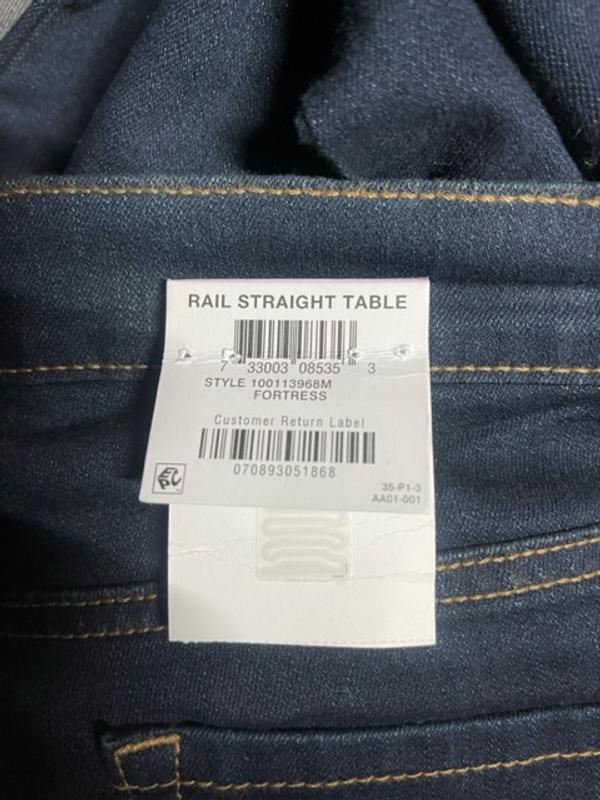 RAIL STRAIGHT TABLE
7 33003 08535 3
STYLE 100113968M
FORTRESS
Customer Return Label
070893051868
EPC
35-P1-3
AA01-001